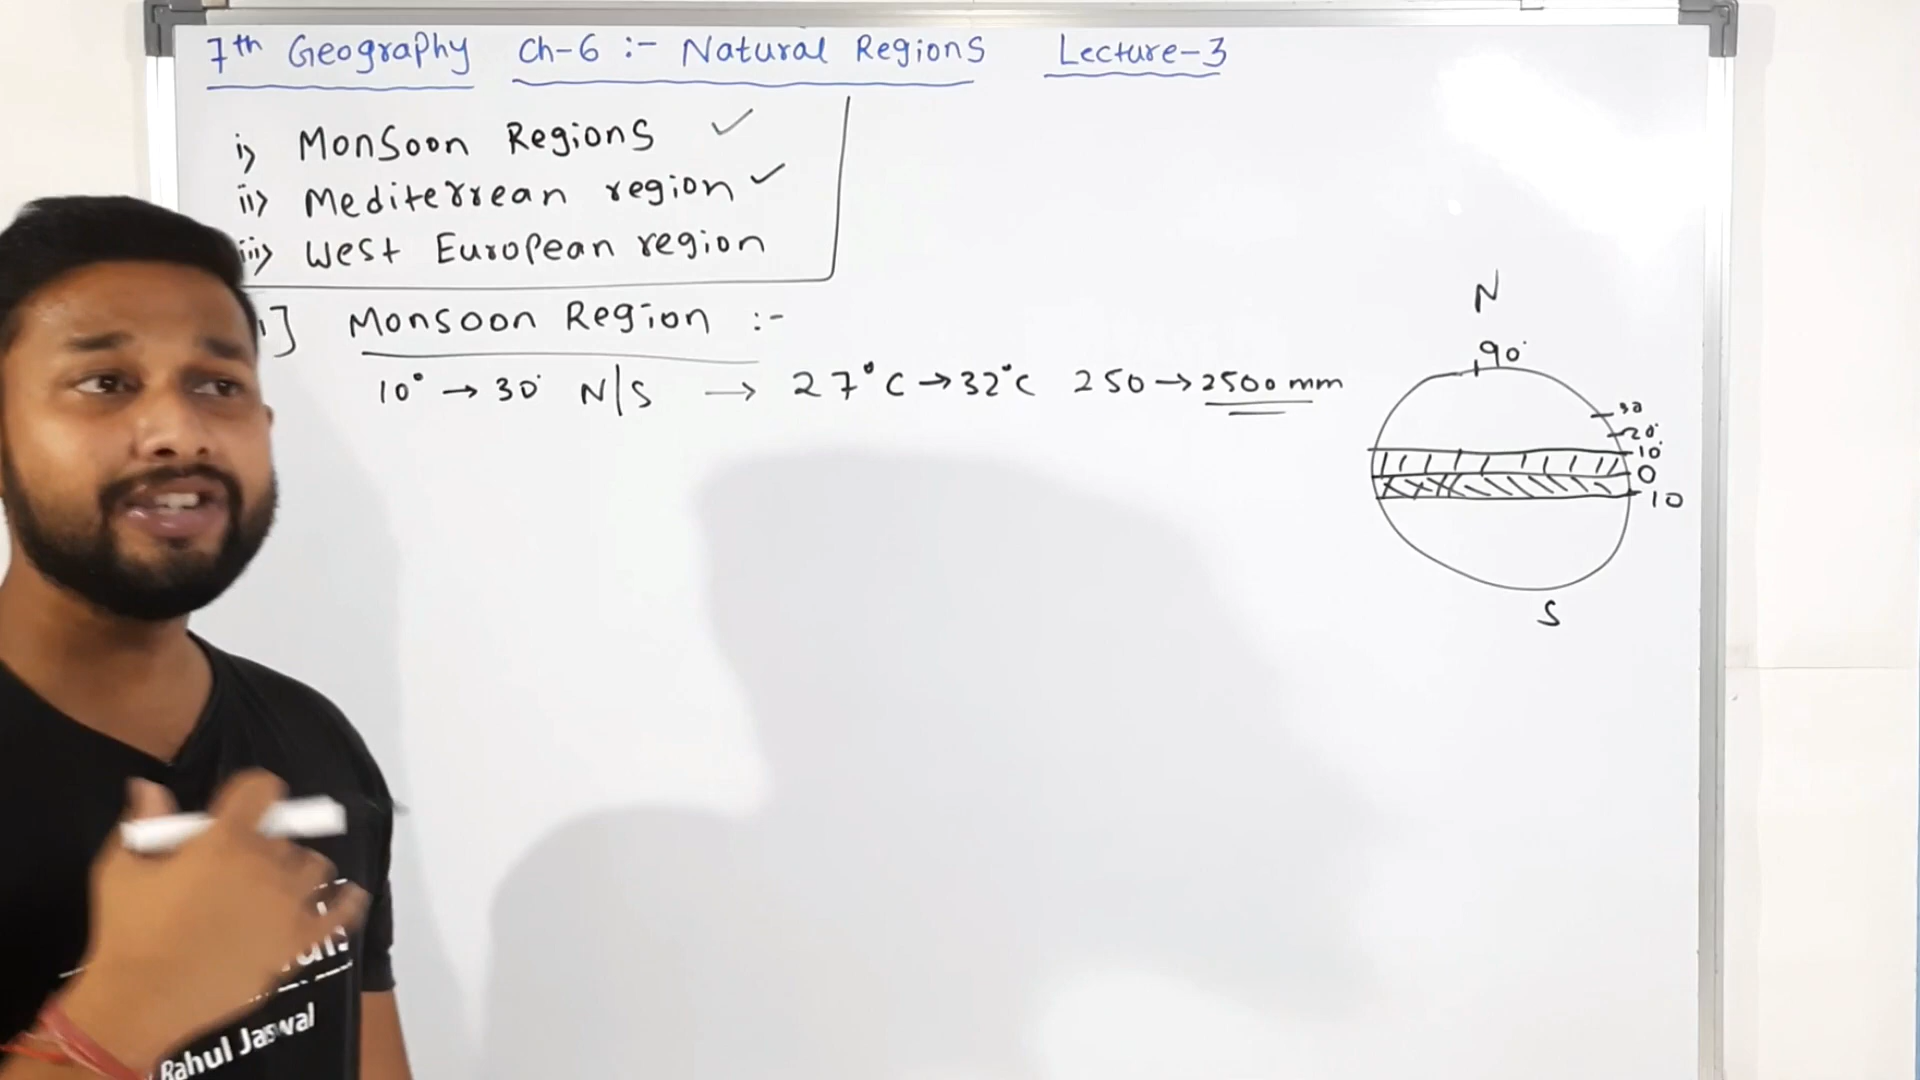 7th Geography Ch-6 :- Natural Regions Lecture-3
i) Monsoon Regions ✓
ii) Mediterrean region ✓
iii) West European region
i] Monsoon Region :-
10° → 30° N|S → 27°C → 32°C 250 → 2500 mm
N
90°
30
20°
10°
0
10
S
Rahul Jaswal